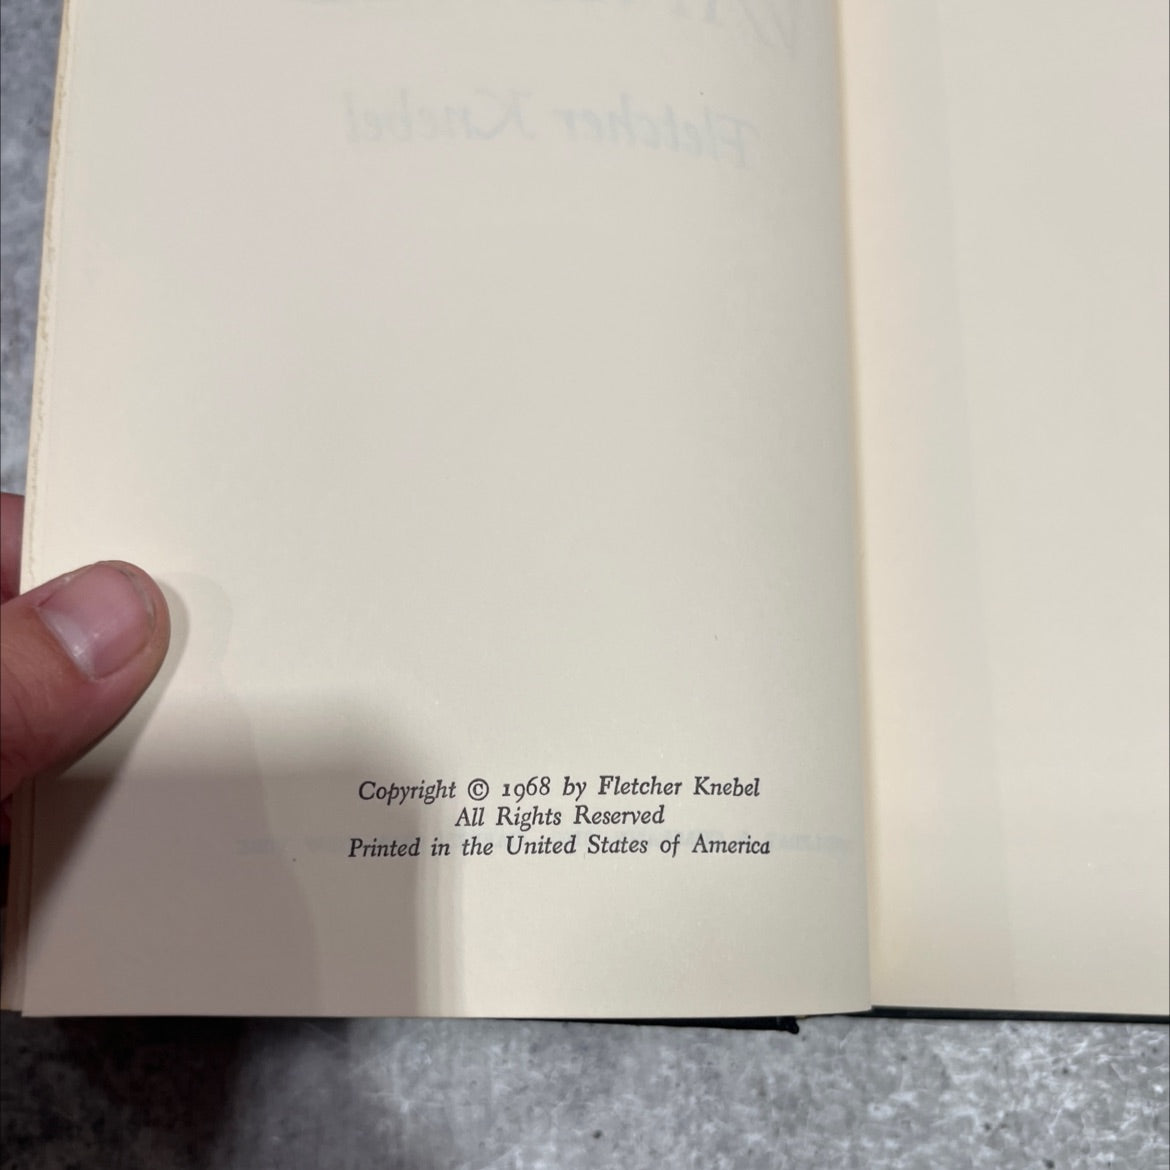 Fletcher Knebel
Copyright © 1968 by Fletcher Knebel
All Rights Reserved
Printed in the United States of America